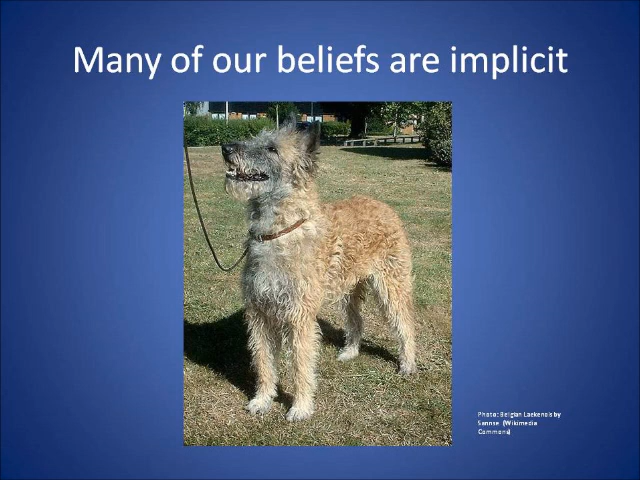 Many of our beliefs are implicit
Photo: Belgian Laekenois by
Sannse (Wikimedia
Commons)